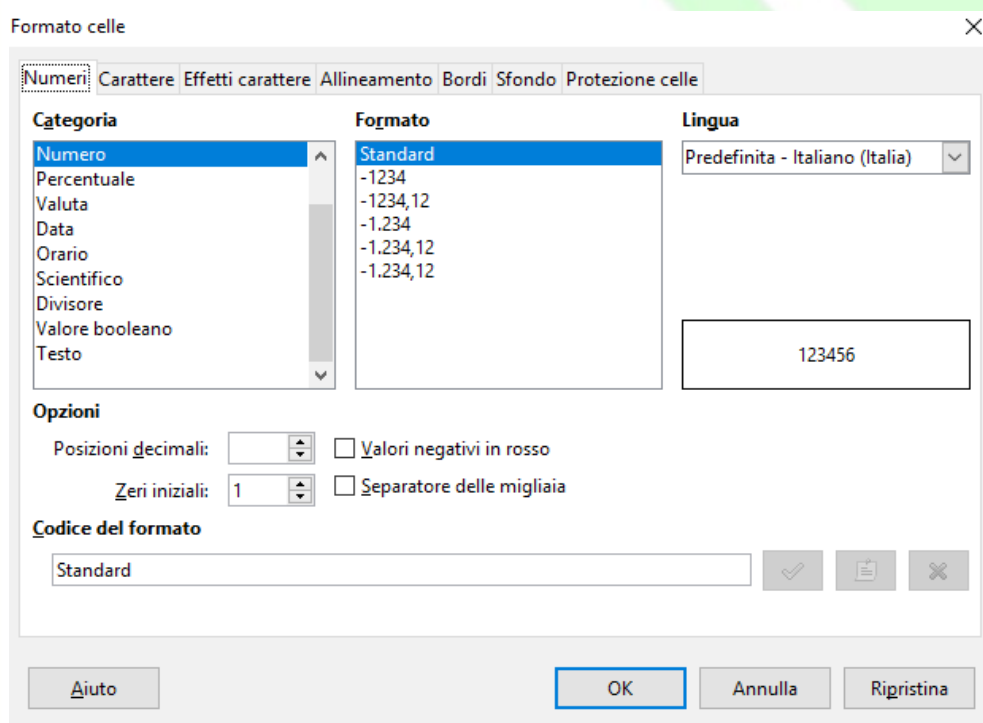 Formato celle
Numeri Carattere Effetti carattere Allineamento Bordi Sfondo Protezione celle
Categoria
Numero
Percentuale
Valuta
Data
Orario
Scientifico
Divisore
Valore booleano
Testo
Formato
Standard
-1234
-1234,12
-1.234
-1.234,12
-1.234,12
Lingua
Predefinita - Italiano (Italia)
123456
Opzioni
Posizioni decimali:
Valori negativi in rosso
Zeri iniziali: 1
Separatore delle migliaia
Codice del formato
Standard
Aiuto OK Annulla Ripristina